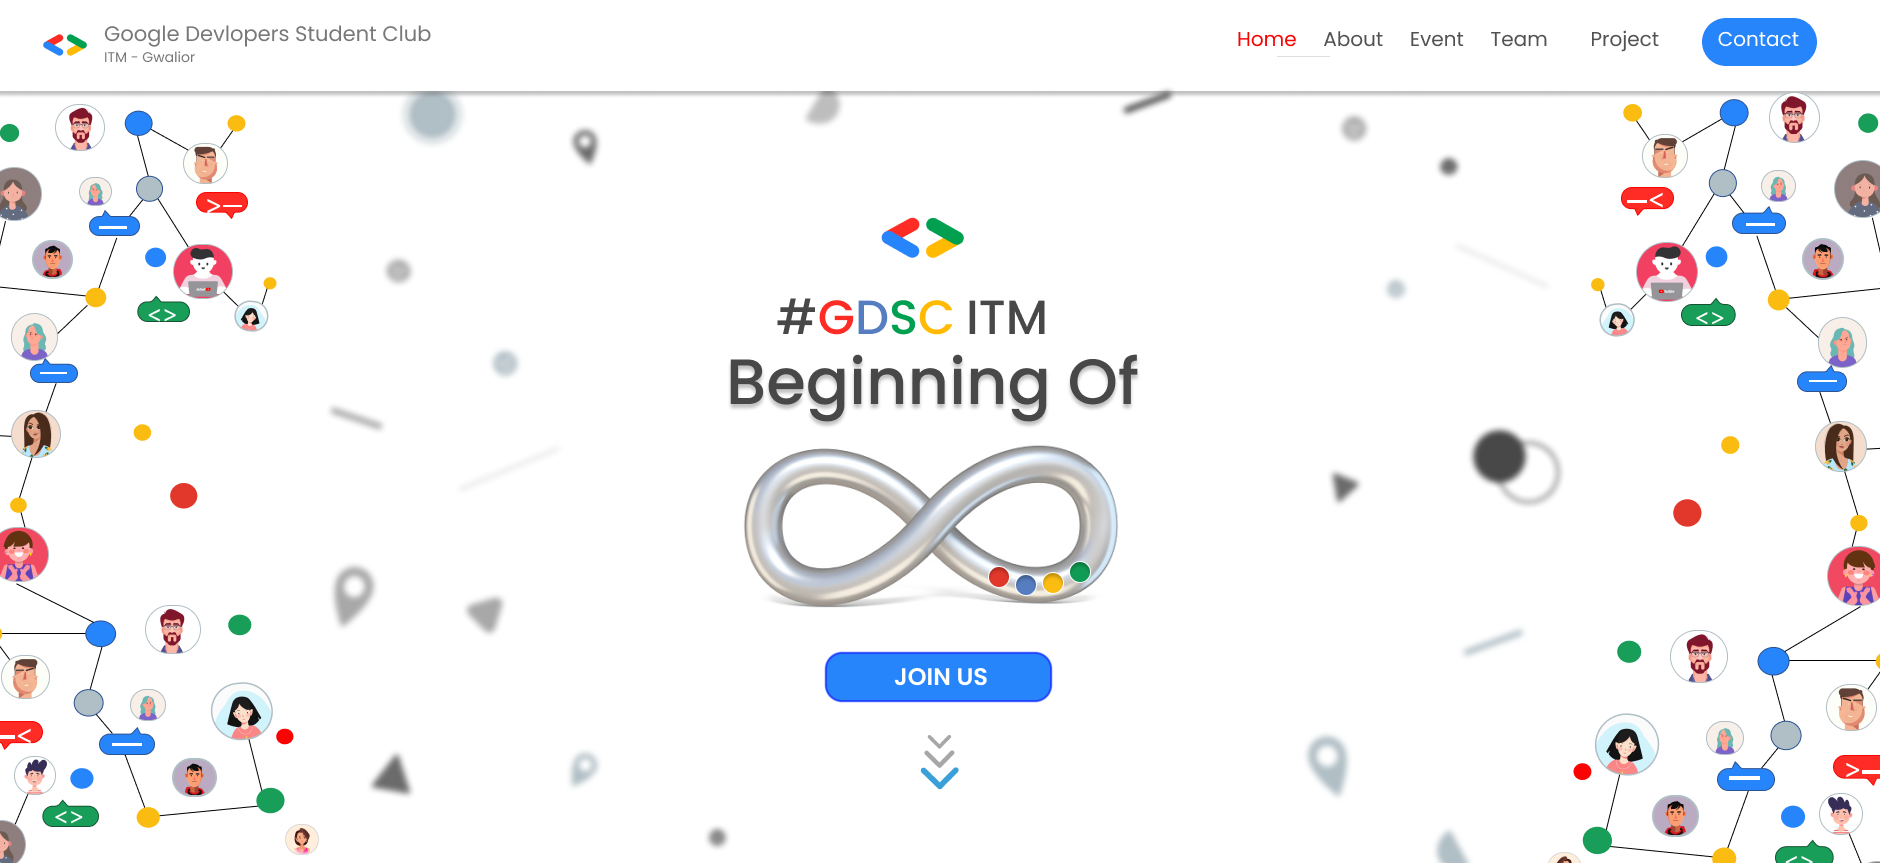 Google Devlopers Student Club
ITM - Gwalior
Home About Event Team Project Contact
#GDSC ITM
Beginning Of
JOIN US